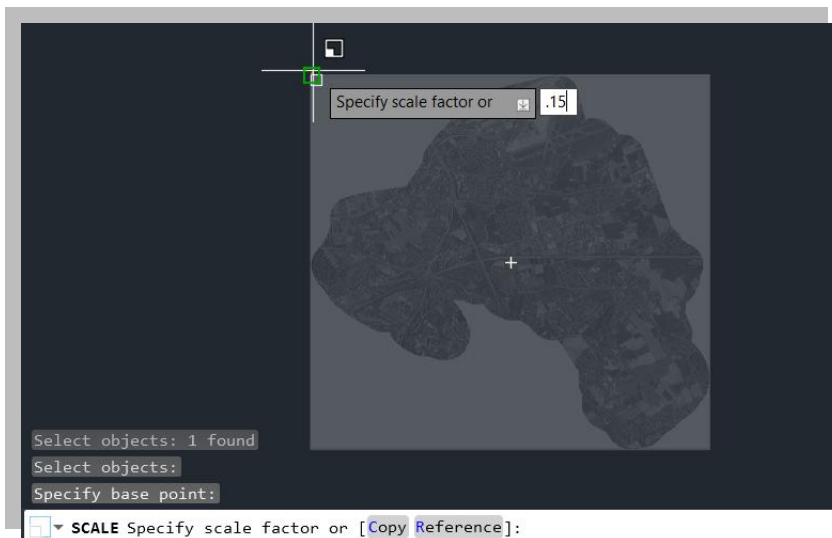 Specify scale factor or .15
Select objects: 1 found
Select objects:
Specify base point:
SCALE Specify scale factor or [Copy Reference]: